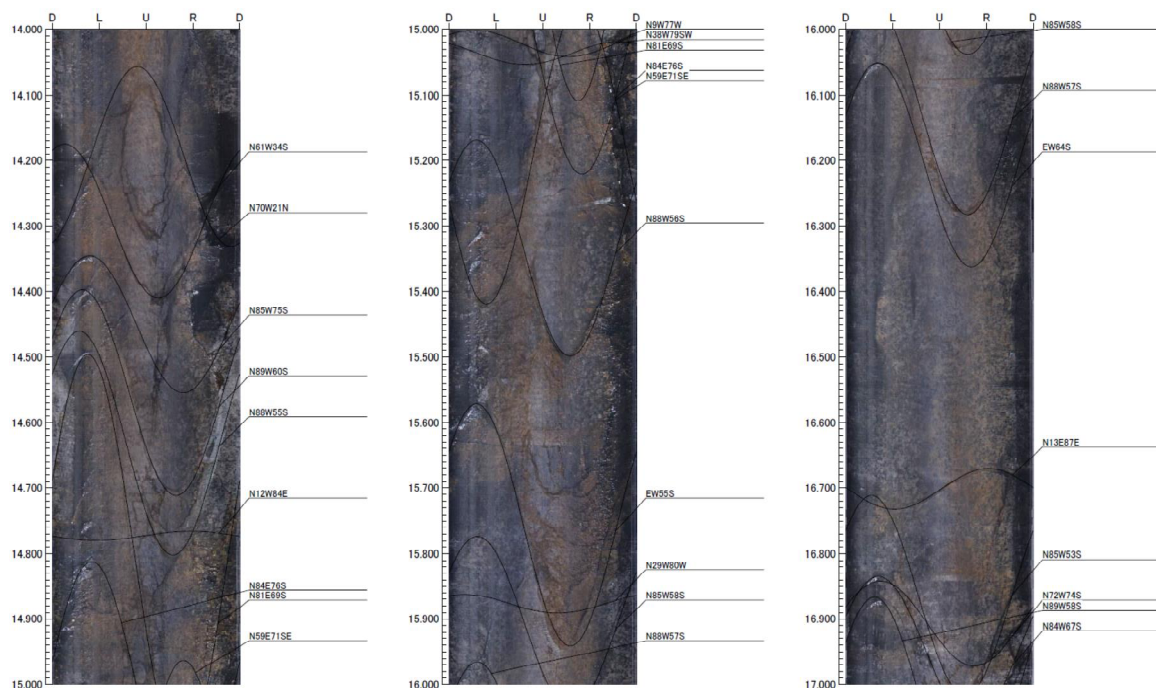 D L U R D
14.000
14.100
14.200
14.300
14.400
14.500
14.600
14.700
14.800
14.900
15.000
N61W34S
N70W21N
N85W75S
N89W60S
N88W55S
N12W84E
N84E76S
N81E69S
N59E71SE
D L U R D
15.000
15.100
15.200
15.300
15.400
15.500
15.600
15.700
15.800
15.900
16.000
N9W77W
N38W79SW
N81E69S
N84E76S
N59E71SE
N88W56S
EW55S
N29W80W
N85W58S
N88W57S
D L U R D
16.000
16.100
16.200
16.300
16.400
16.500
16.600
16.700
16.800
16.900
17.000
N85W58S
N88W57S
EW64S
N13E87E
N85W53S
N72W74S
N89W58S
N84W67S